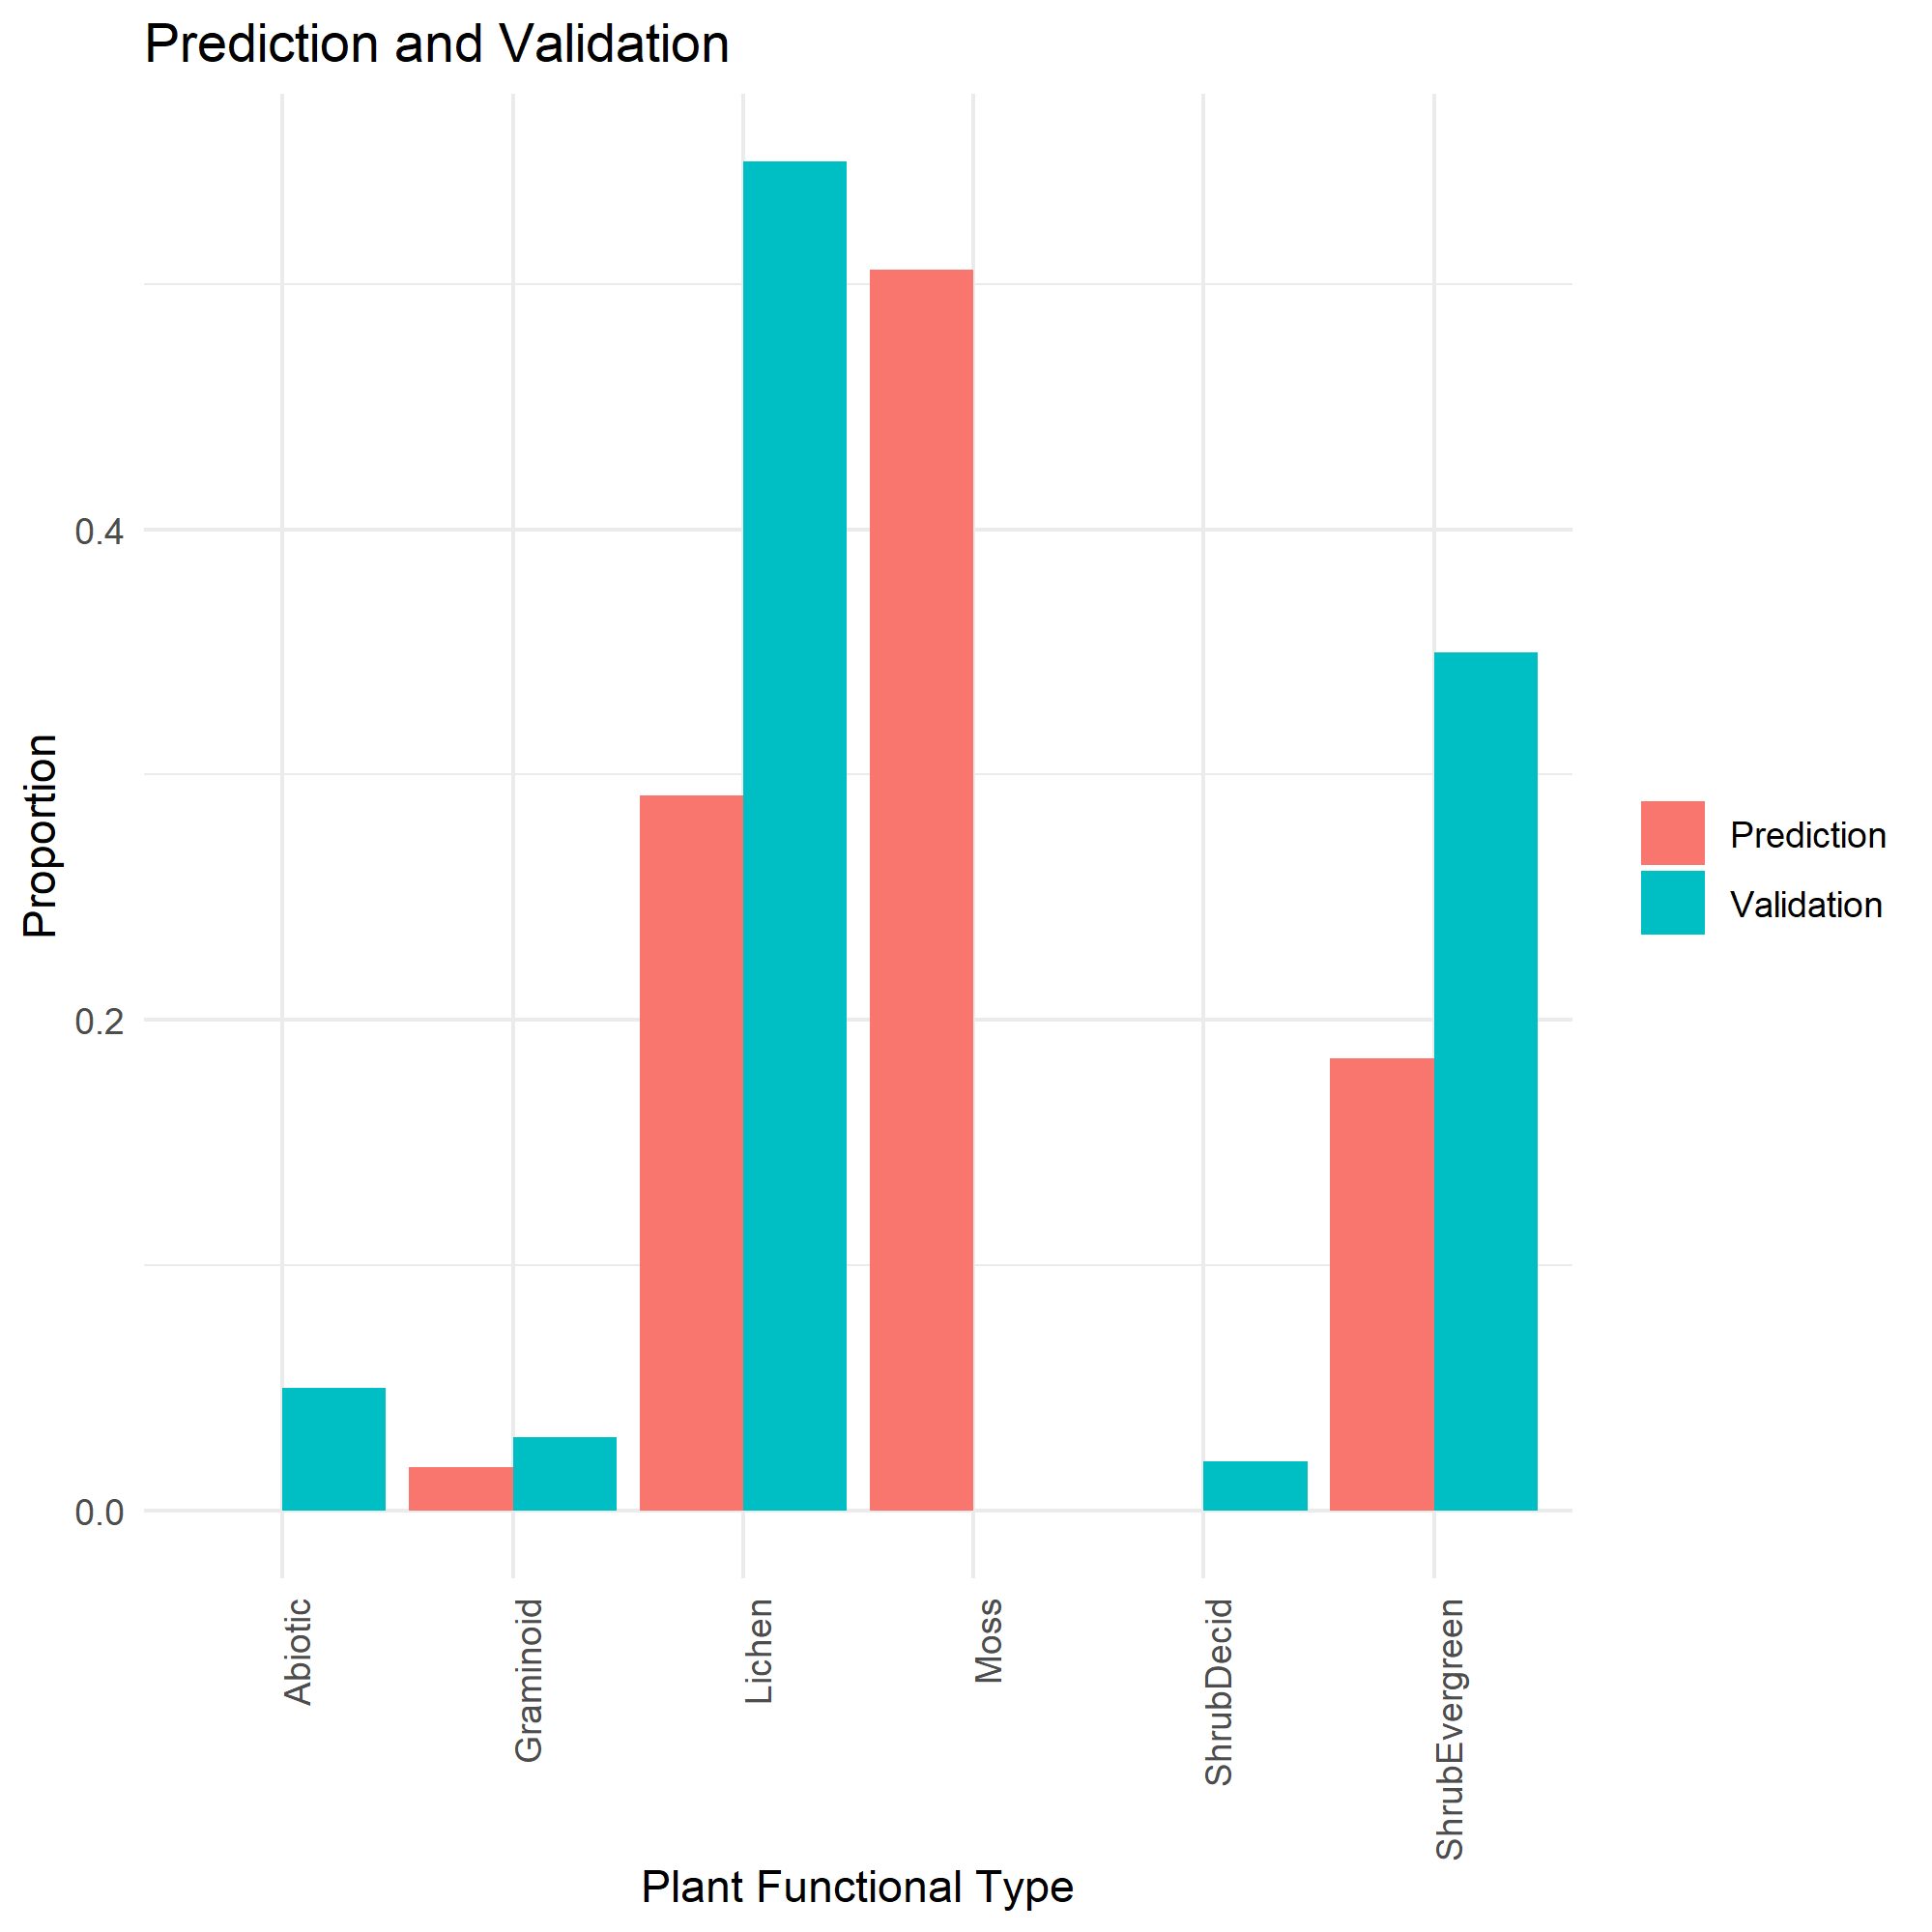 Prediction and Validation
Proportion
0.4
0.2
0.0
Abiotic
Graminoid
Lichen
Moss
ShrubDecid
ShrubEvergreen
Plant Functional Type
Prediction
Validation